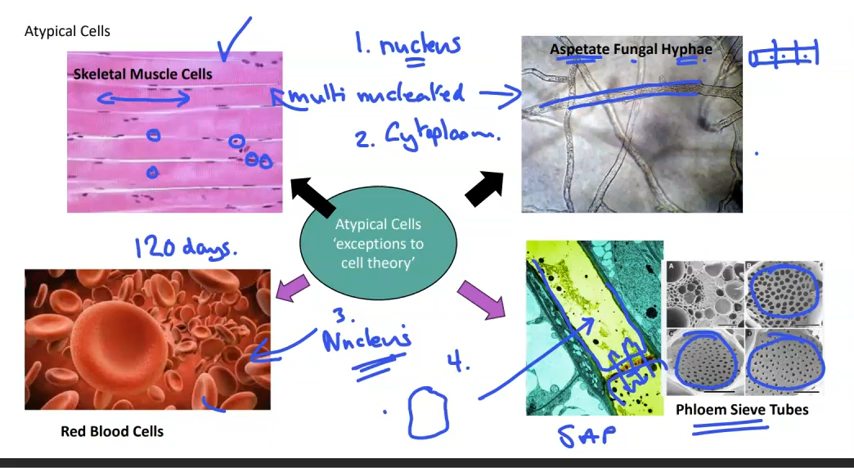 Atypical Cells
1. nucleus
Skeletal Muscle Cells
Aspetate Fungal Hyphae
multi nucleated
2. Cytoplasm.
Atypical Cells
'exceptions to
cell theory'
120 days.
3.
Nucleus
4.
A
Red Blood Cells
SAP
Phloem Sieve Tubes